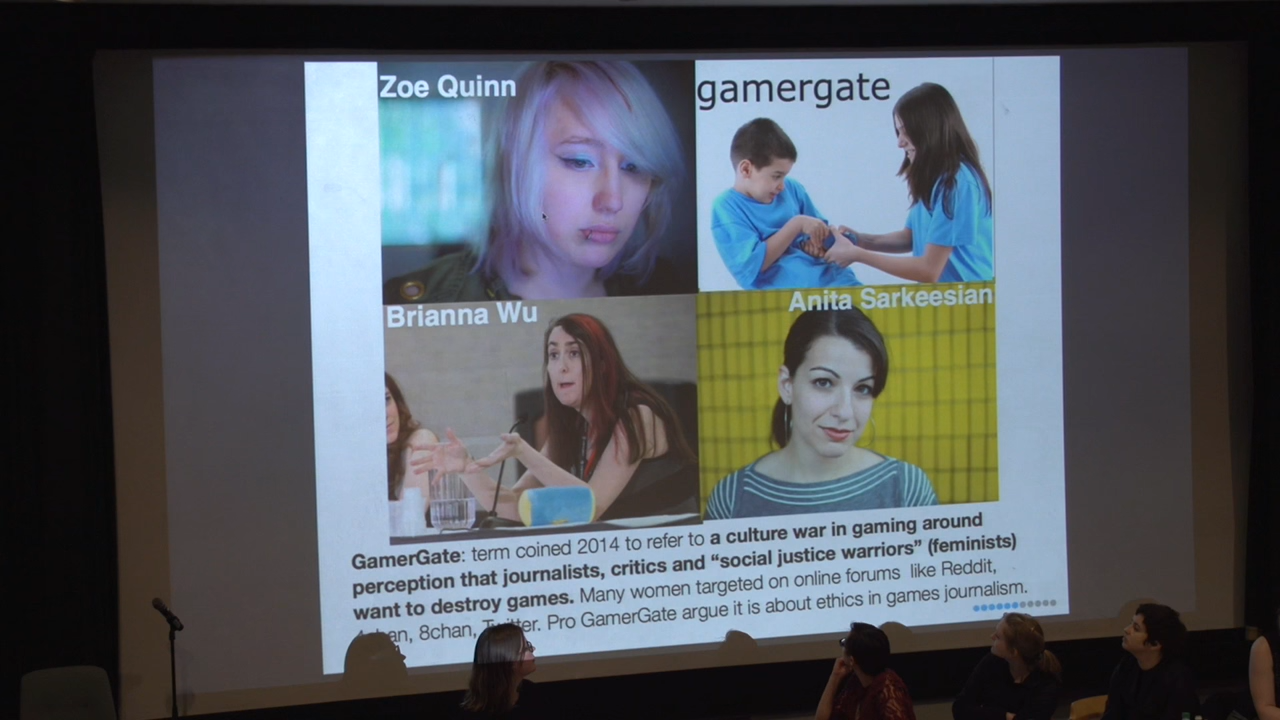 Zoe Quinn
gamergate
Brianna Wu
Anita Sarkeesian
GamerGate: term coined 2014 to refer to a culture war in gaming around
perception that journalists, critics and “social justice warriors” (feminists)
want to destroy games. Many women targeted on online forums like Reddit,
4chan, 8chan, Twitter. Pro GamerGate argue it is about ethics in games journalism.